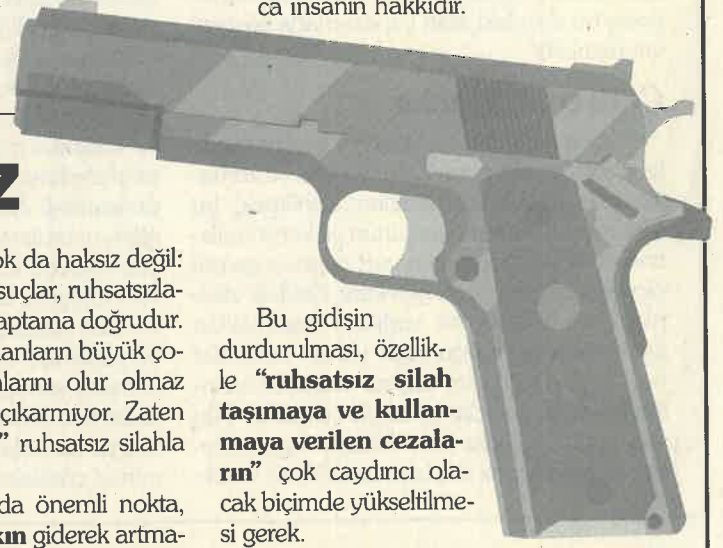 ca insanın hakkıdır.
Z
ok da haksız değil:
suçlar, ruhsatsızla-
aptama doğrudur.
anların büyük ço-
larını olur olmaz
çıkarmıyor. Zaten
” ruhsatsız silahla
da önemli nokta,
kın giderek artma-
Bu gidişin
durdurulması, özellik-
le “ruhsatsız silah
taşımaya ve kullan-
maya verilen cezala-
rın” çok caydırıcı ola-
cak biçimde yükseltilme-
si gerek.